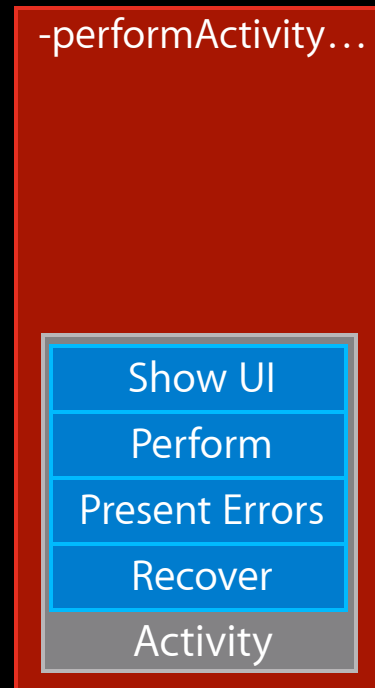 -performActivity…
Show UI
Perform
Present Errors
Recover
Activity